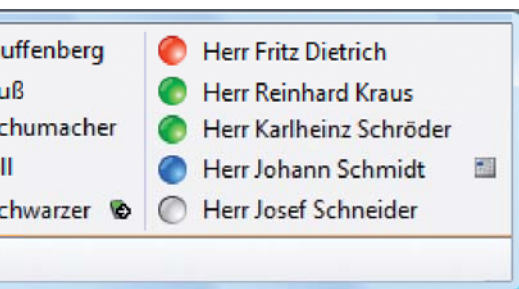 uffenberg
uß
chumacher
ll
chwarzer
Herr Fritz Dietrich
Herr Reinhard Kraus
Herr Karlheinz Schröder
Herr Johann Schmidt
Herr Josef Schneider